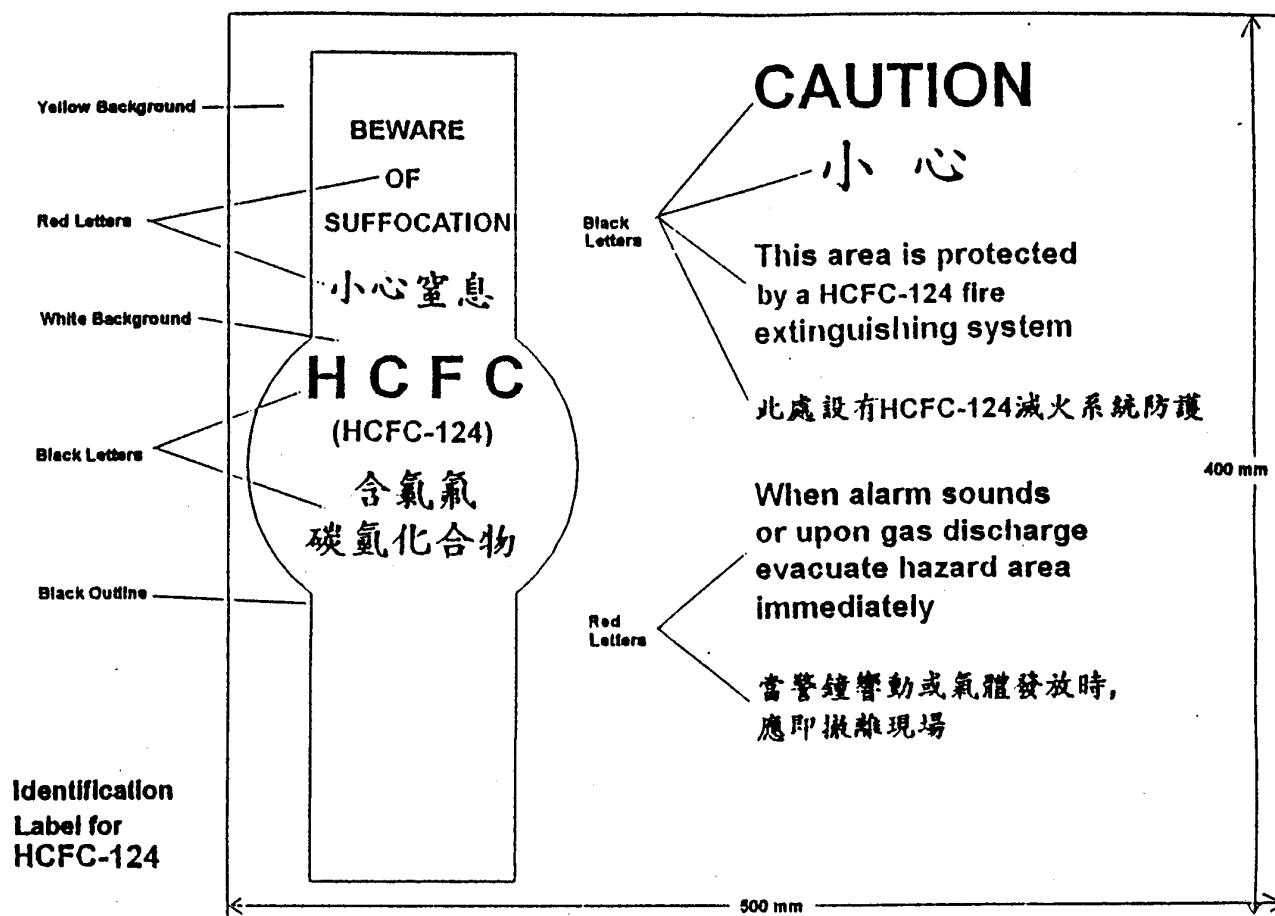 Yellow Background
Red Letters
White Background
Black Letters
Black Outline
Identification
Label for
HCFC-124
BEWARE
OF
SUFFOCATION
小心窒息
H C F C
(HCFC-124)
含氯氟
碳氫化合物
Black
Letters
Red
Letters
CAUTION
小 心
This area is protected
by a HCFC-124 fire
extinguishing system
此處設有HCFC-124滅火系統防護
When alarm sounds
or upon gas discharge
evacuate hazard area
immediately
當警鐘響動或氣體發放時,
應即撤離現場
400 mm
500 mm